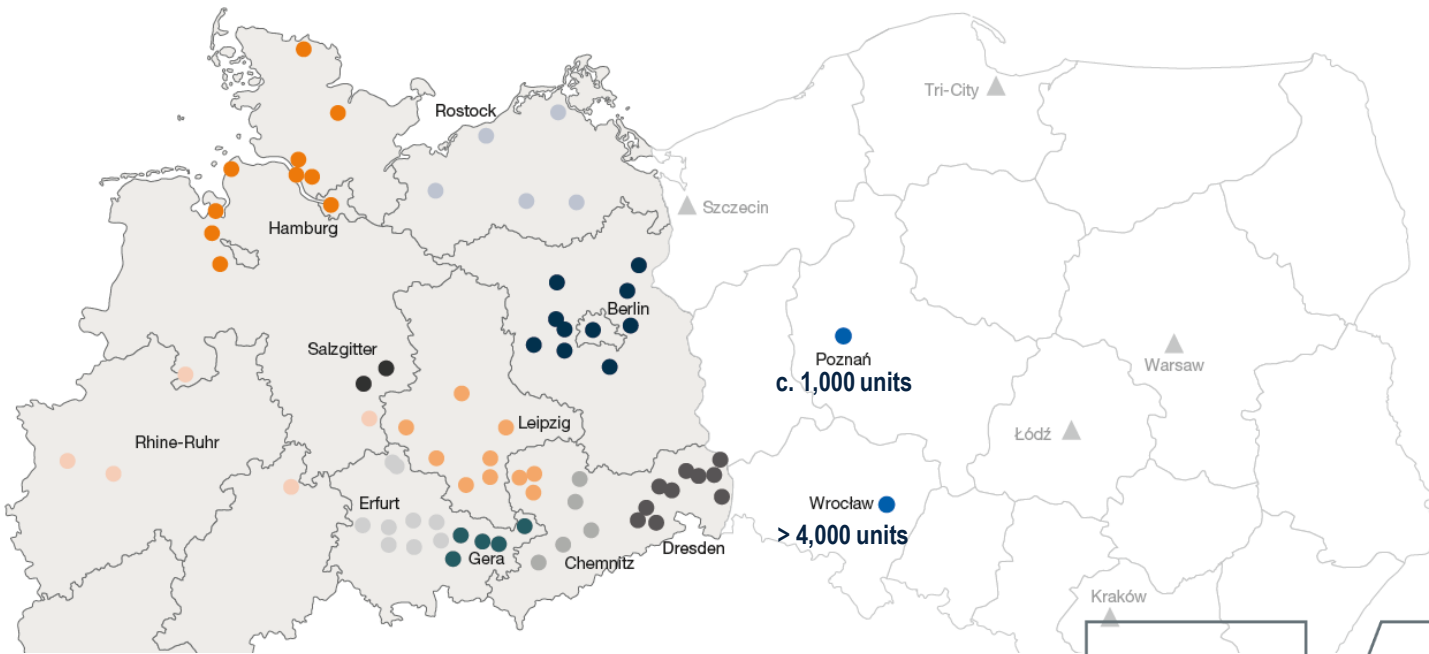 Tri-City
Rostock
Szczecin
Hamburg
Berlin
Salzgitter
Poznań
c. 1,000 units
Warsaw
Leipzig
Rhine-Ruhr
Łódź
Erfurt
Wrocław
> 4,000 units
Dresden
Gera
Chemnitz
Kraków